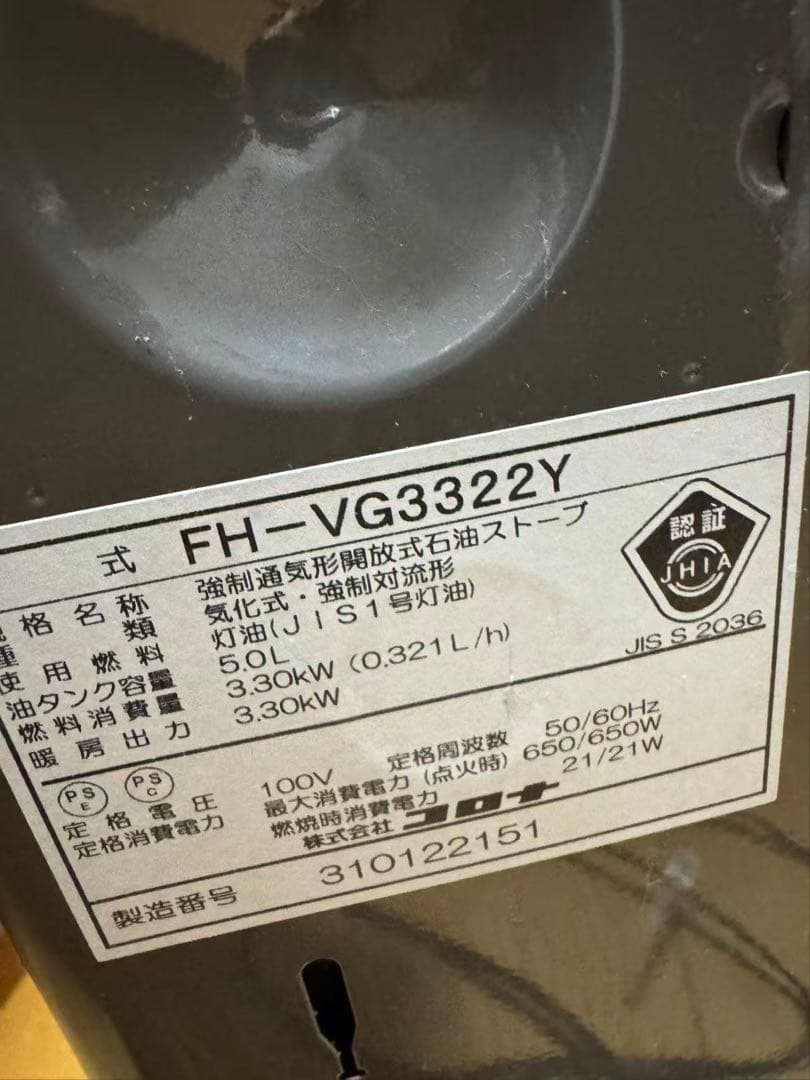 式 FH-VG3322Y
格名称 強制通気形開放式石油ストーブ
種類 気化式・強制対流形
使用燃料 灯油(JIS1号灯油)
油タンク容量 5.0L
燃料消費量 3.30kW (0.321L/h)
暖房出力 3.30kW
認証
JHIA
JIS S 2036
PS E
PS C
定格電圧 100V 定格周波数 50/60Hz
定格消費電力 最大消費電力(点火時) 650/650W
燃焼時消費電力 21/21W
株式会社コロナ
製造番号 310122151